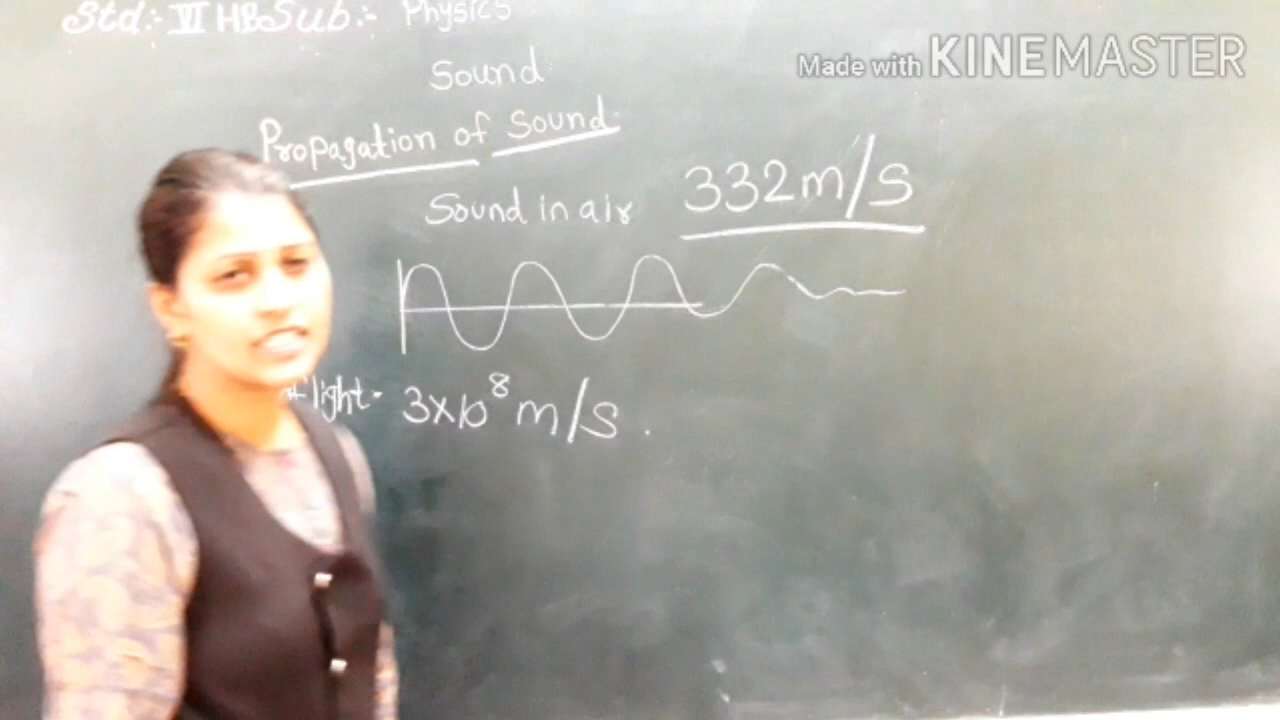 Std:- VI HB Sub:- Physics
Made with KINEMASTER
Sound
Propagation of Sound.
Sound in air 332m/s
light - 3x10⁸ m/s.